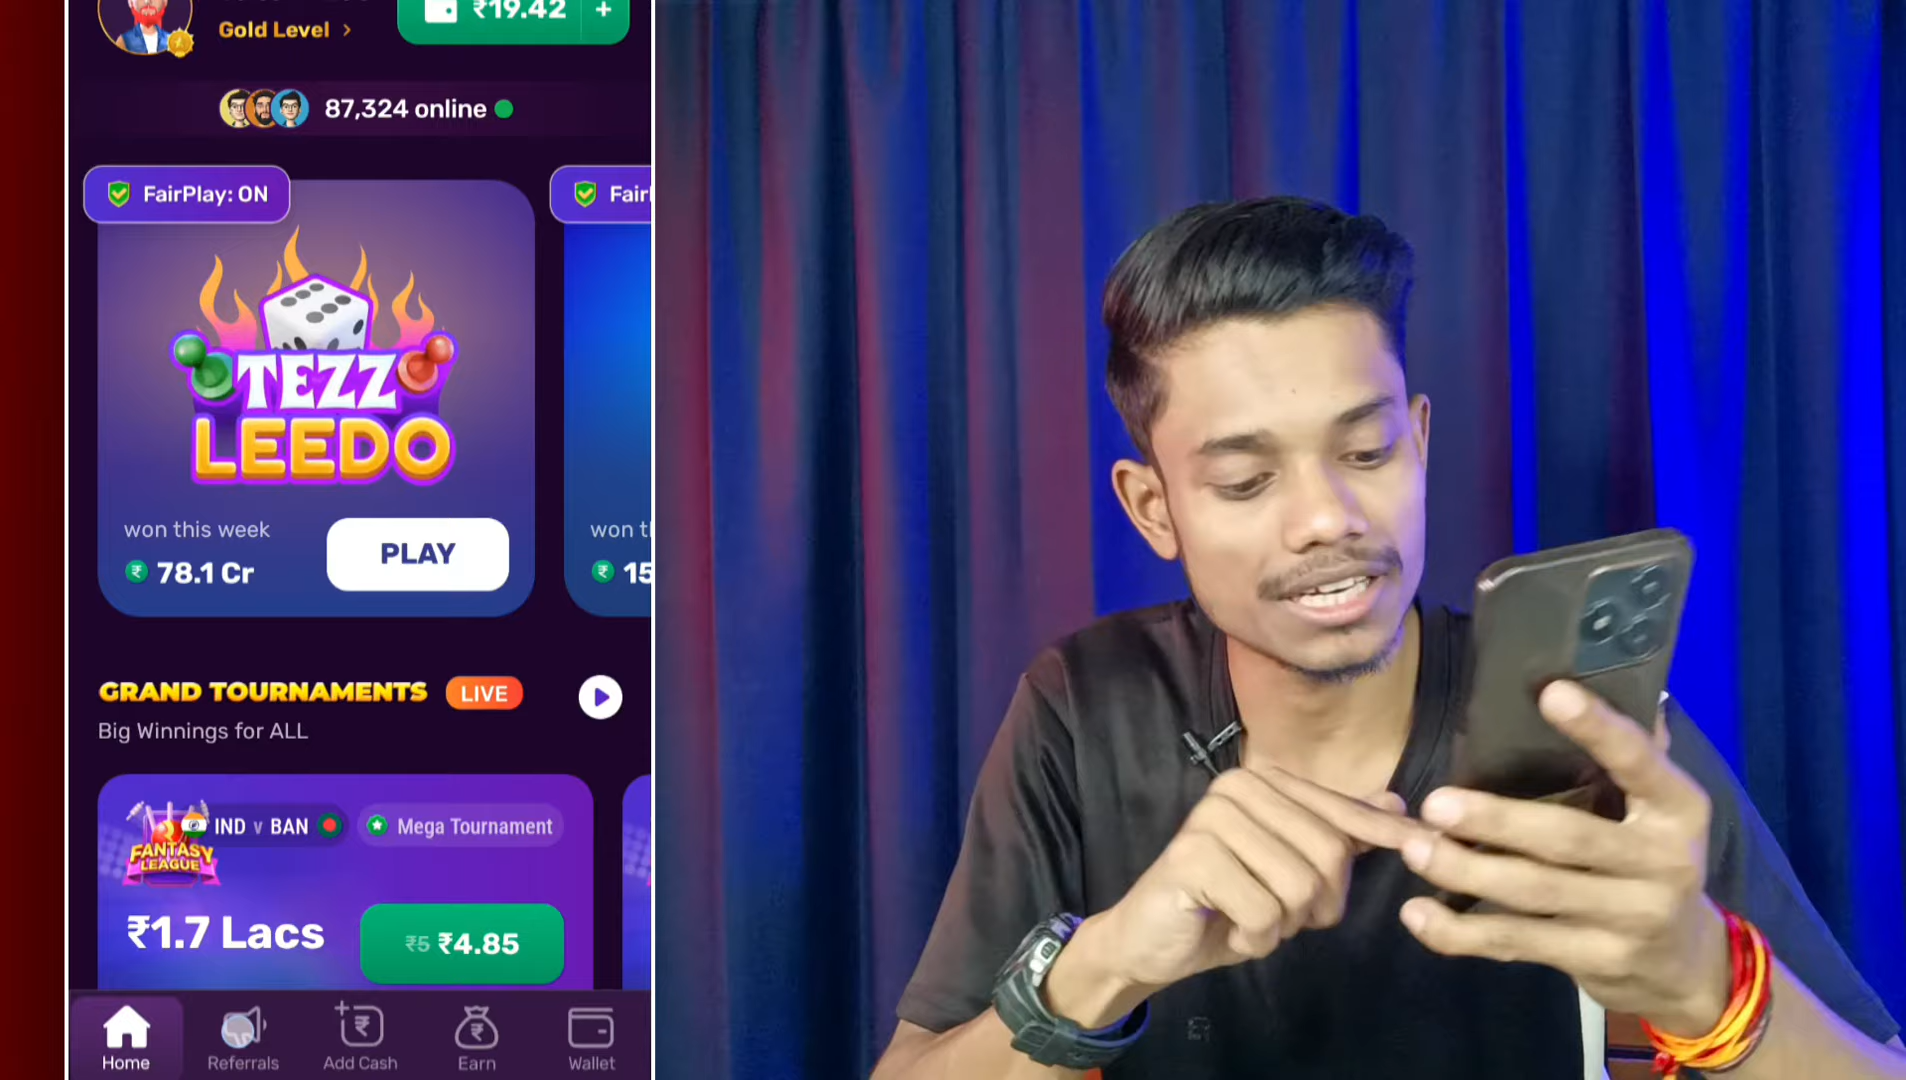 ₹19.42 +
Gold Level >
87,324 online
FairPlay: ON
TEZZ
LEEDO
won this week
₹ 78.1 Cr
PLAY
₹ 15
GRAND TOURNAMENTS LIVE
Big Winnings for ALL
IND v BAN
Mega Tournament
FANTASY
LEAGUE
₹1.7 Lacs
₹5 ₹4.85
Home
Referrals
Add Cash
Earn
Wallet